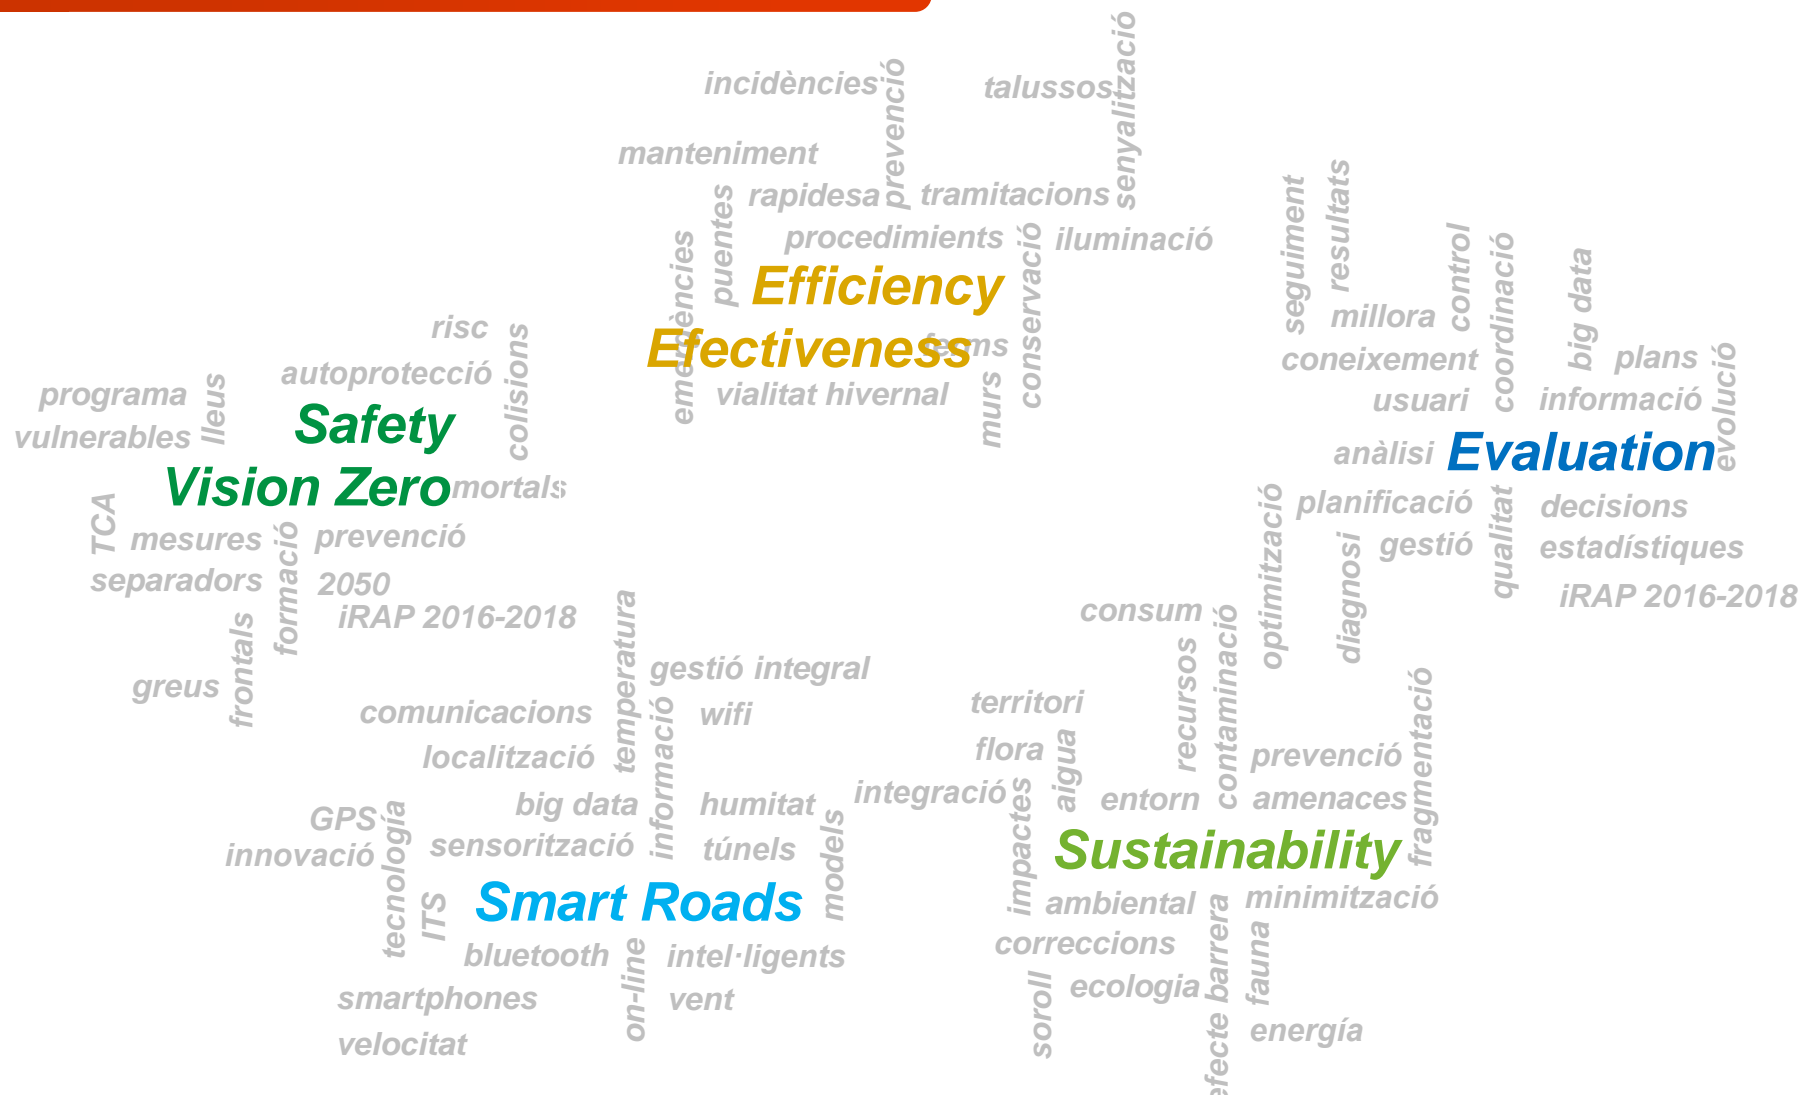 incidències
prevenció
talussos
senyalització
manteniment
rapidesa
tramitacions
puentes
procedimients
conservació
iluminació
emergències
Efficiency
Efectiveness
ferms
vialitat hivernal
murs
risc
colisions
autoprotecció
programa
lleus
vulnerables
Safety
Vision Zero
mortals
TCA
mesures
formació
prevenció
separadors
2050
iRAP 2016-2018
frontals
greus
seguiment
resultats
control
coordinació
big data
millora
plans
coneixement
evolució
usuari
informació
anàlisi
Evaluation
planificació
qualitat
decisions
optimització
diagnosi
gestió
estadístiques
iRAP 2016-2018
temperatura
gestió integral
comunicacions
informació
wifi
localització
big data
humitat
GPS
tecnología
innovació
sensorització
túnels
models
ITS
Smart Roads
bluetooth
on-line
intel·ligents
smartphones
vent
velocitat
consum
recursos
contaminació
territori
fragmentació
flora
aigua
prevenció
integració
impactes
entorn
amenaces
Sustainability
ambiental
minimització
correccions
efecte barrera
fauna
soroll
ecologia
energía